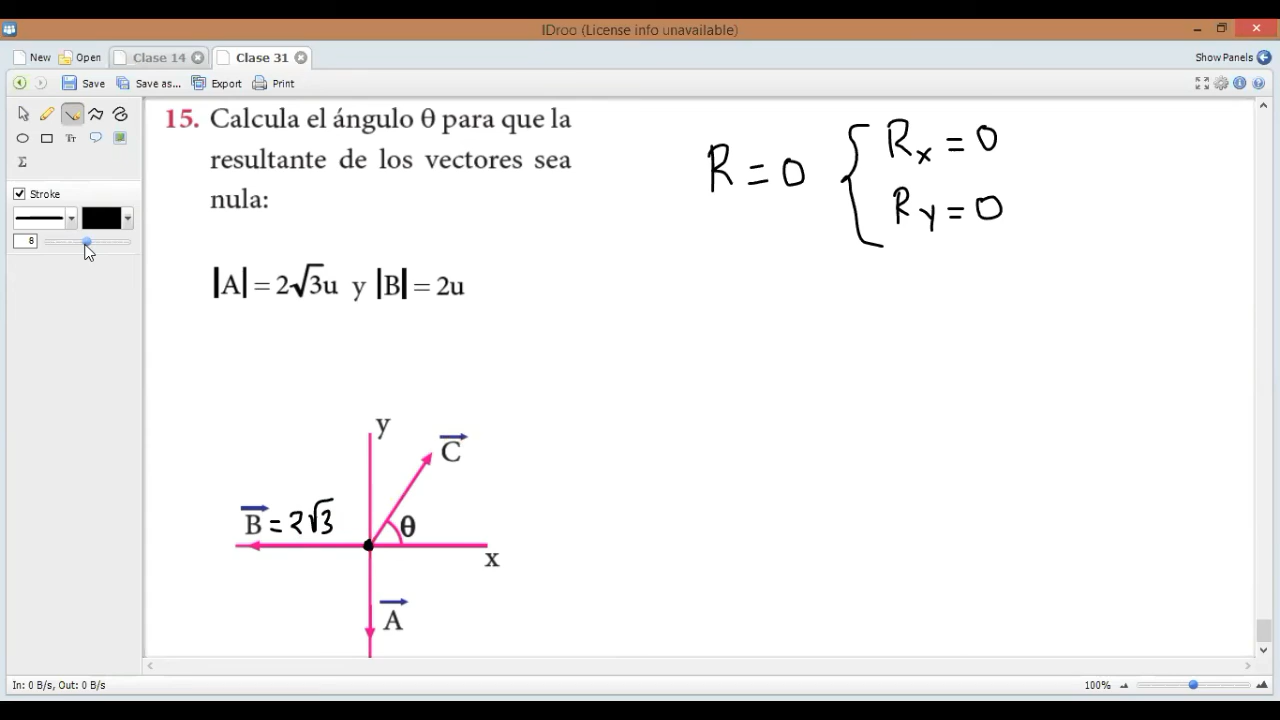 IDroo (License info unavailable)
New Open Clase 14 Clase 31 Show Panels
Save Save as... Export Print
Stroke
8
15. Calcula el ángulo θ para que la
resultante de los vectores sea
nula:
|A| = 2√3u y |B| = 2u
R = 0 { Rx = 0
Ry = 0
y
C
B = 2√3
θ
x
A
In: 0 B/s, Out: 0 B/s 100%